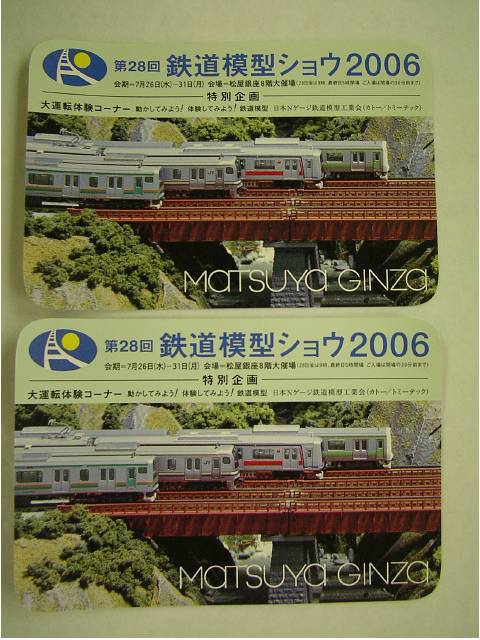 第28回 鉄道模型ショウ2006
会期=7月26日(水)-31日(月) 会場=松屋銀座8階大催場
特別企画
大運転体験コーナー 動かしてみよう! 体験してみよう! 鉄道模型 日本Nゲージ鉄道模型工業会(カトー/トミーテック)
MATSUYA GINZA
第28回 鉄道模型ショウ2006
会期=7月26日(水)-31日(月) 会場=松屋銀座8階大催場
特別企画
大運転体験コーナー 動かしてみよう! 体験してみよう! 鉄道模型 日本Nゲージ鉄道模型工業会(カトー/トミーテック)
MATSUYA GINZA